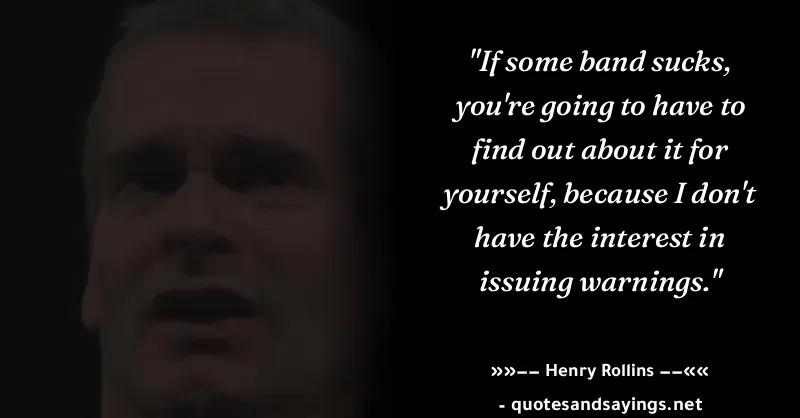 "If some band sucks,
you're going to have to
find out about it for
yourself, because I don't
have the interest in
issuing warnings."
»»−− Henry Rollins −−««
- quotesandsayings.net